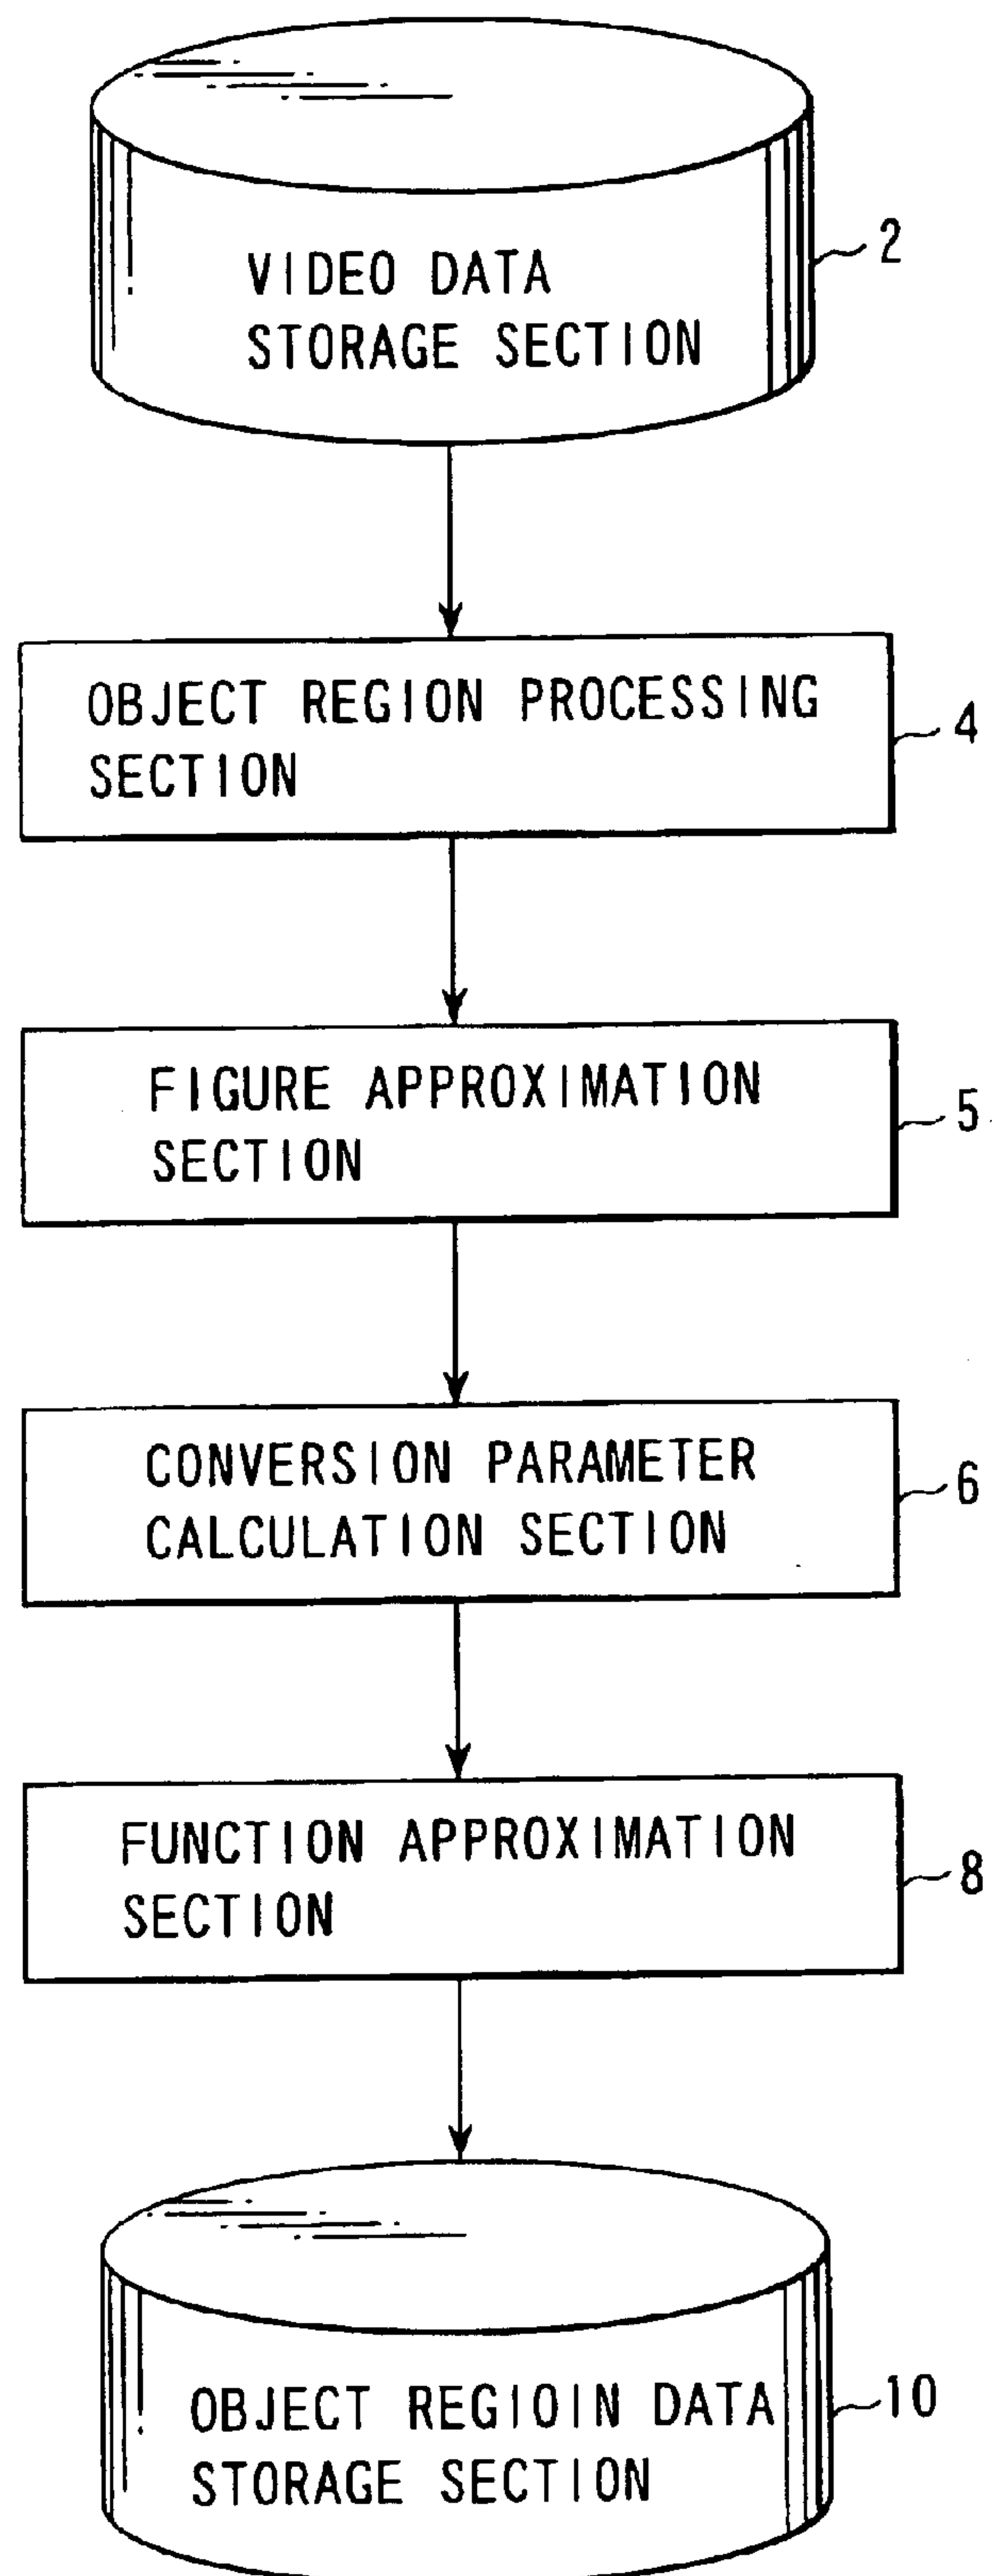 VIDEO DATA
STORAGE SECTION
2
OBJECT REGION PROCESSING
SECTION
4
FIGURE APPROXIMATION
SECTION
5
CONVERSION PARAMETER
CALCULATION SECTION
6
FUNCTION APPROXIMATION
SECTION
8
OBJECT REGIOIN DATA
STORAGE SECTION
10